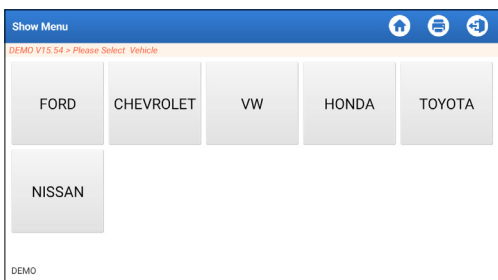 Show Menu
DEMO V15.54 > Please Select Vehicle
FORD CHEVROLET VW HONDA TOYOTA
NISSAN
DEMO